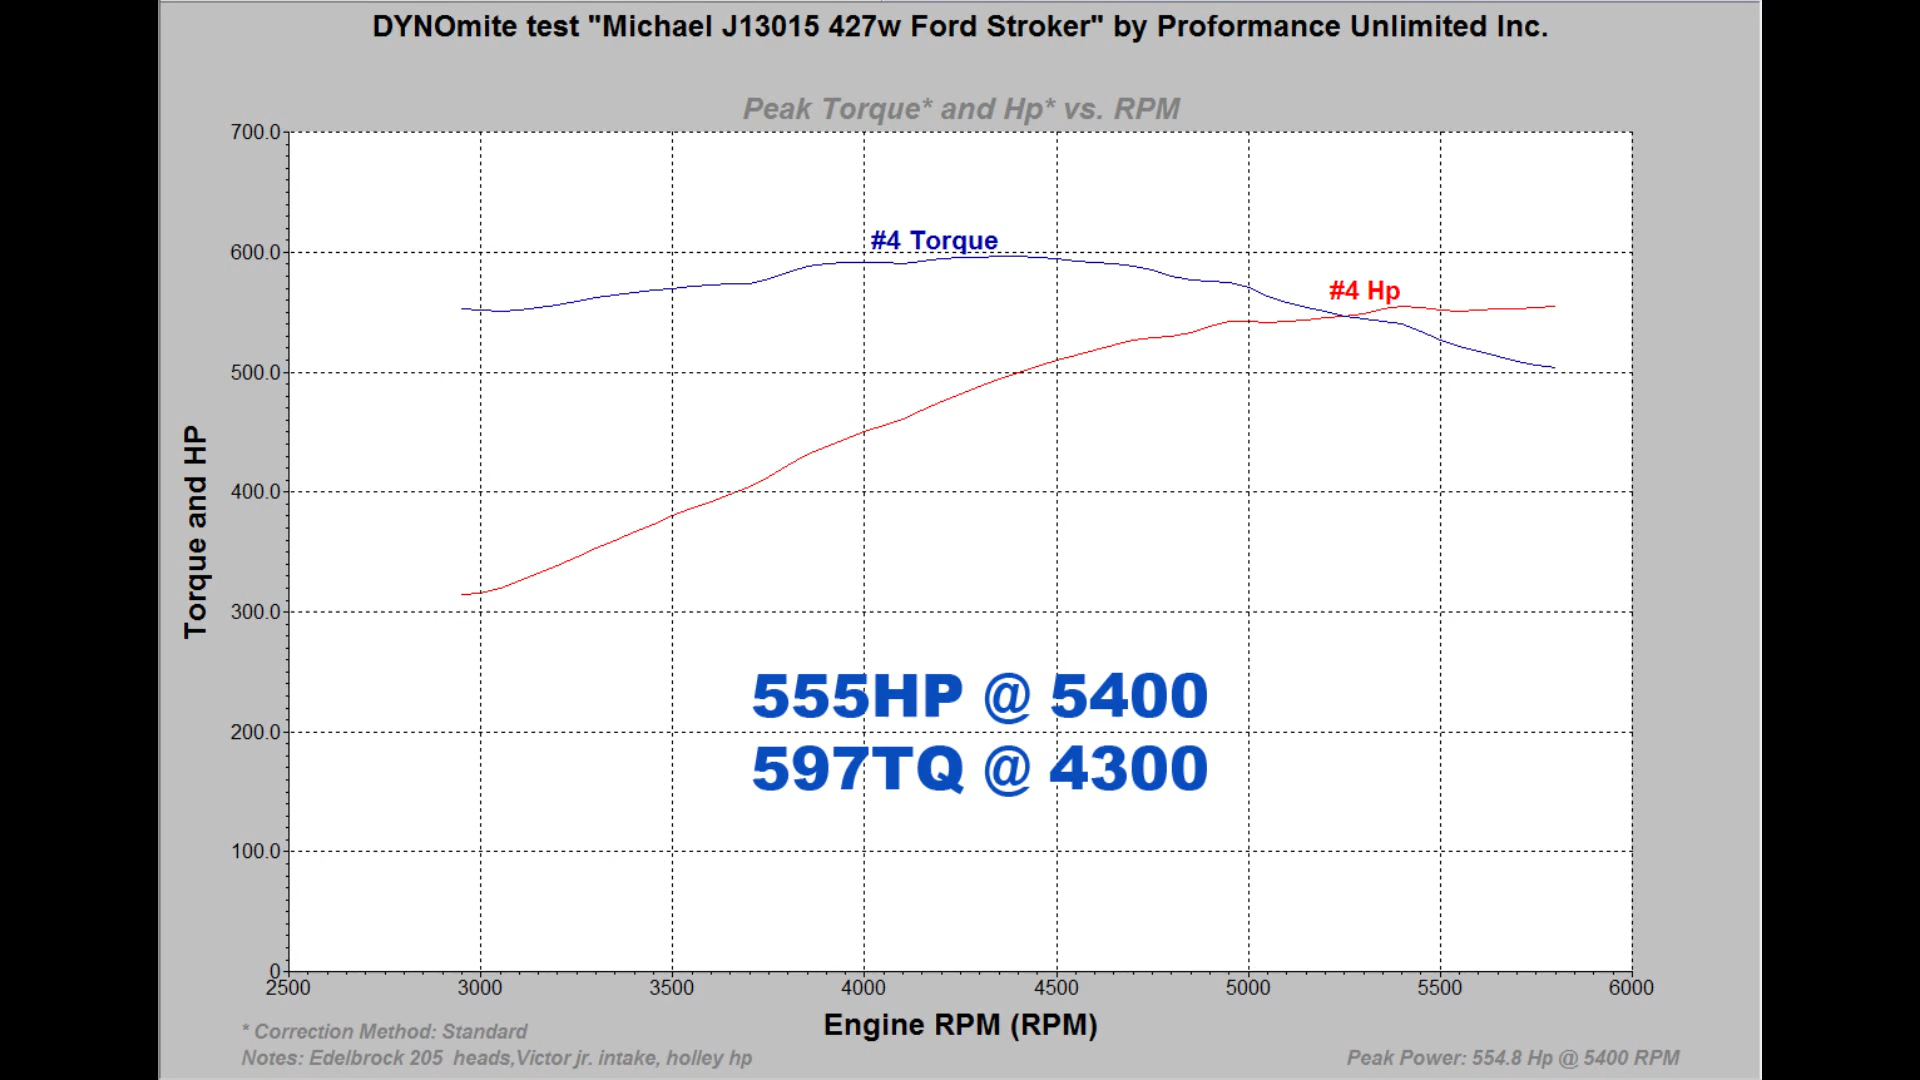 DYNOmite test "Michael J13015 427w Ford Stroker" by Proformance Unlimited Inc.
Peak Torque* and Hp* vs. RPM
700.0
600.0
500.0
400.0
300.0
200.0
100.0
0
Torque and HP
#4 Torque
#4 Hp
555HP @ 5400
597TQ @ 4300
2500 3000 3500 4000 4500 5000 5500 6000
Engine RPM (RPM)
* Correction Method: Standard
Notes: Edelbrock 205 heads,Victor jr. intake, holley hp
Peak Power: 554.8 Hp @ 5400 RPM